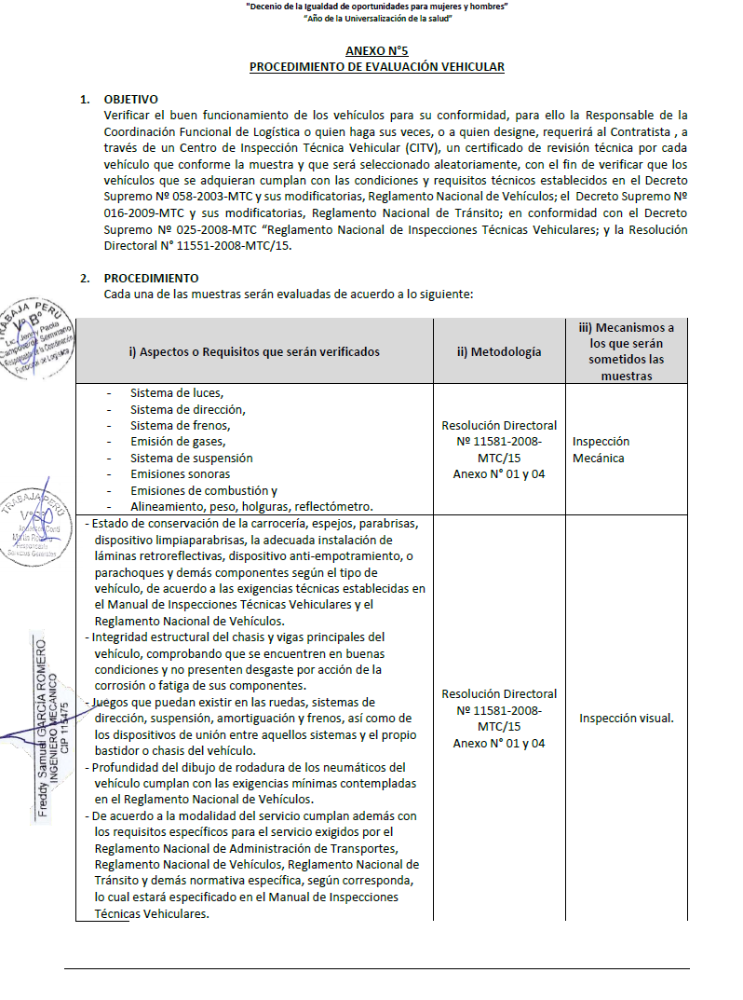 "Decenio de la Igualdad de oportunidades para mujeres y hombres"
"Año de la Universalización de la salud"
ANEXO N°5
PROCEDIMIENTO DE EVALUACIÓN VEHICULAR
1. OBJETIVO
Verificar el buen funcionamiento de los vehículos para su conformidad, para ello la Responsable de la
Coordinación Funcional de Logística o quien haga sus veces, o a quien designe, requerirá al Contratista , a
través de un Centro de Inspección Técnica Vehicular (CITV), un certificado de revisión técnica por cada
vehículo que conforme la muestra y que será seleccionado aleatoriamente, con el fin de verificar que los
vehículos que se adquieran cumplan con las condiciones y requisitos técnicos establecidos en el Decreto
Supremo Nº 058-2003-MTC y sus modificatorias, Reglamento Nacional de Vehículos; el Decreto Supremo Nº
016-2009-MTC y sus modificatorias, Reglamento Nacional de Tránsito; en conformidad con el Decreto
Supremo Nº 025-2008-MTC "Reglamento Nacional de Inspecciones Técnicas Vehiculares; y la Resolución
Directoral N° 11551-2008-MTC/15.
2. PROCEDIMIENTO
Cada una de las muestras serán evaluadas de acuerdo a lo siguiente:
i) Aspectos o Requisitos que serán verificados
ii) Metodología
iii) Mecanismos a
los que serán
sometidos las
muestras
- Sistema de luces,
- Sistema de dirección,
- Sistema de frenos,
- Emisión de gases,
- Sistema de suspensión
- Emisiones sonoras
- Emisiones de combustión y
- Alineamiento, peso, holguras, reflectómetro.
Resolución Directoral
Nº 11581-2008-
MTC/15
Anexo N° 01 y 04
Inspección
Mecánica
- Estado de conservación de la carrocería, espejos, parabrisas,
dispositivo limpiaparabrisas, la adecuada instalación de
láminas retroreflectivas, dispositivo anti-empotramiento, o
parachoques y demás componentes según el tipo de
vehículo, de acuerdo a las exigencias técnicas establecidas en
el Manual de Inspecciones Técnicas Vehiculares y el
Reglamento Nacional de Vehículos.
- Integridad estructural del chasis y vigas principales del
vehículo, comprobando que se encuentren en buenas
condiciones y no presenten desgaste por acción de la
corrosión o fatiga de sus componentes.
- Juegos que puedan existir en las ruedas, sistemas de
dirección, suspensión, amortiguación y frenos, así como de
los dispositivos de unión entre aquellos sistemas y el propio
bastidor o chasis del vehículo.
- Profundidad del dibujo de rodadura de los neumáticos del
vehículo cumplan con las exigencias mínimas contempladas
en el Reglamento Nacional de Vehículos.
- De acuerdo a la modalidad del servicio cumplan además con
los requisitos específicos para el servicio exigidos por el
Reglamento Nacional de Administración de Transportes,
Reglamento Nacional de Vehículos, Reglamento Nacional de
Tránsito y demás normativa específica, según corresponda,
lo cual estará especificado en el Manual de Inspecciones
Técnicas Vehiculares.
Resolución Directoral
Nº 11581-2008-
MTC/15
Anexo N° 01 y 04
Inspección visual.
TRABAJA PERÚ
V° B°
Lic. Jenny Paola
Responsable de la Coordinación
Funcional de Logística
TRABAJA PERÚ
Servicios Generales
Freddy Samuel GARCÍA ROMERO
INGENIERO MECÁNICO
CIP 115475